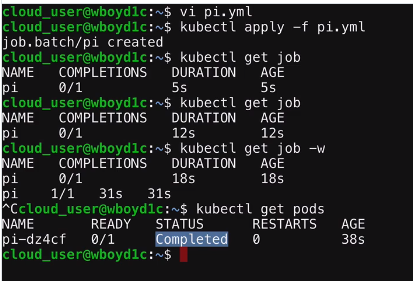 cloud_user@wboyd1c:~$ vi pi.yml
cloud_user@wboyd1c:~$ kubectl apply -f pi.yml
job.batch/pi created
cloud_user@wboyd1c:~$ kubectl get job
NAME   COMPLETIONS   DURATION   AGE
pi     0/1           5s         5s
cloud_user@wboyd1c:~$ kubectl get job
NAME   COMPLETIONS   DURATION   AGE
pi     0/1           12s        12s
cloud_user@wboyd1c:~$ kubectl get job -w
NAME   COMPLETIONS   DURATION   AGE
pi     0/1           18s        18s
pi    1/1   31s   31s
^Ccloud_user@wboyd1c:~$ kubectl get pods
NAME       READY   STATUS      RESTARTS   AGE
pi-dz4cf   0/1     Completed   0          38s
cloud_user@wboyd1c:~$